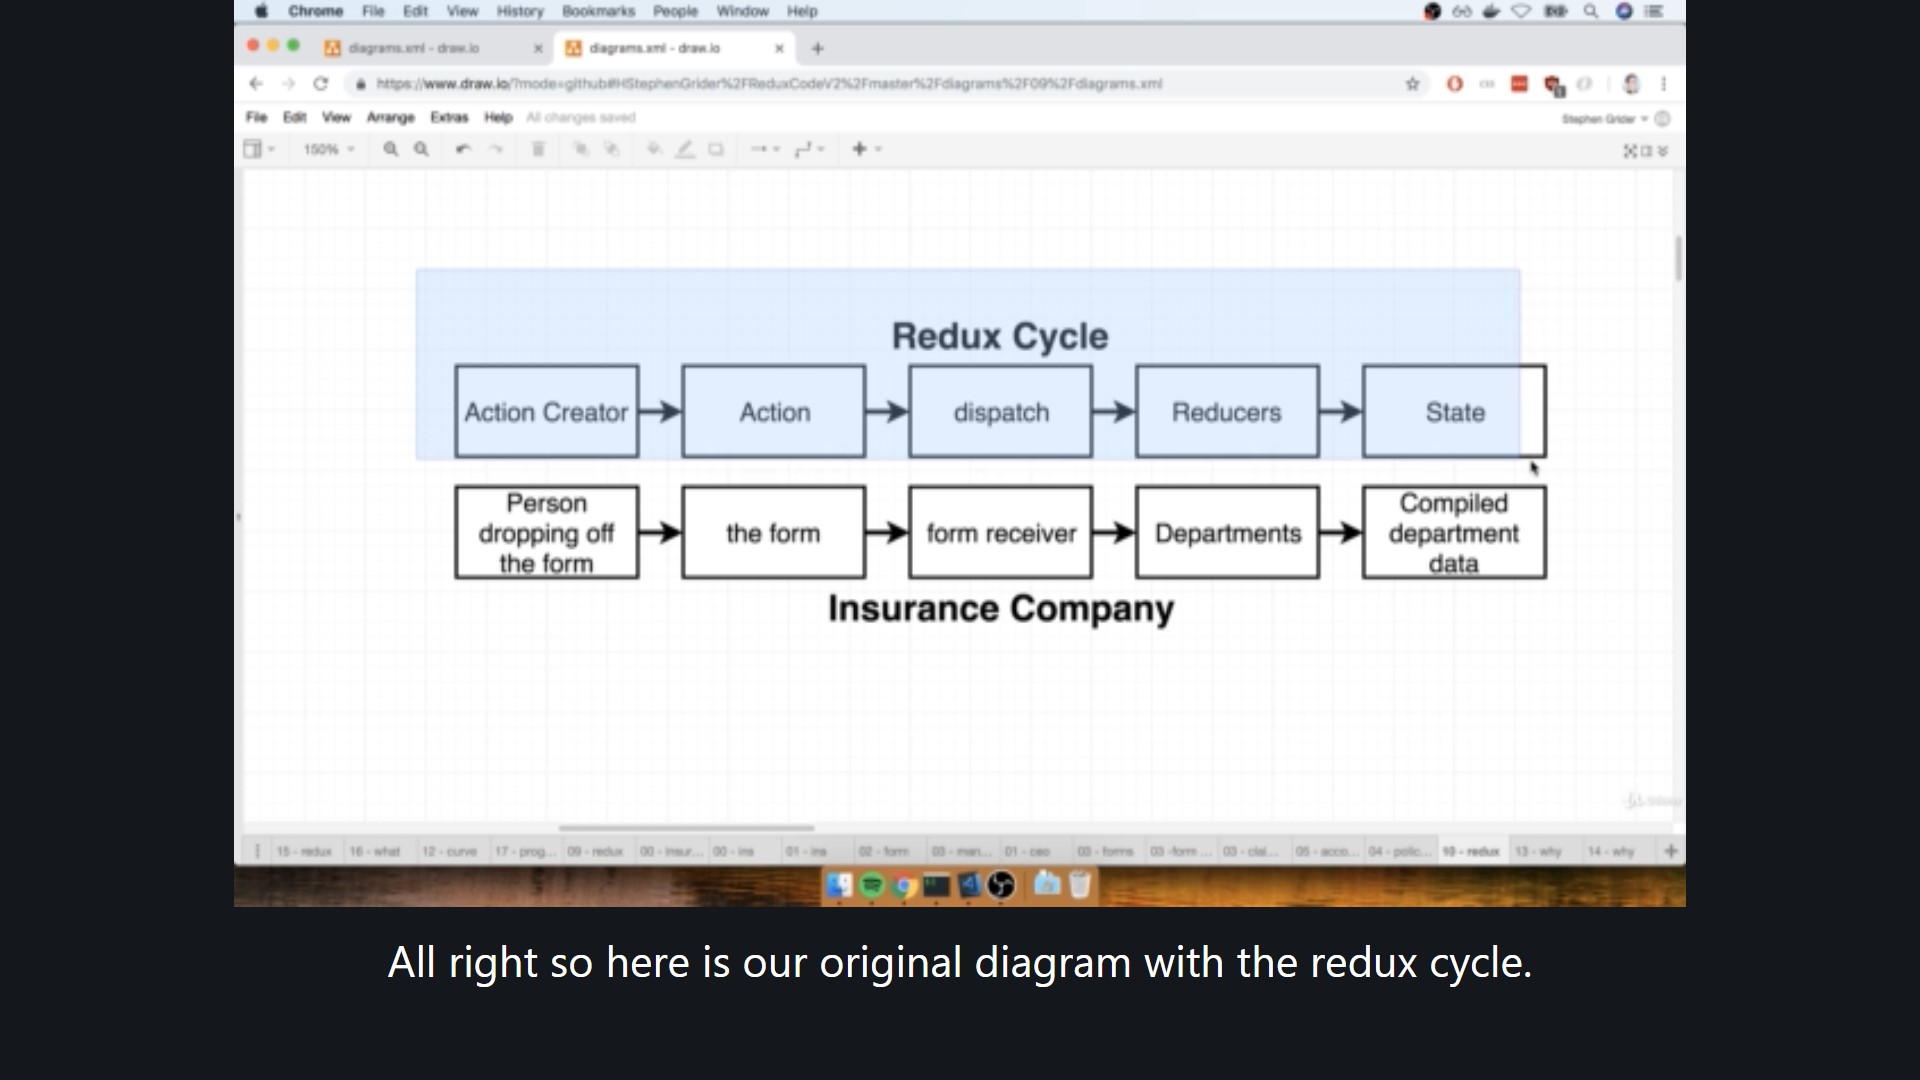 Chrome File Edit View History Bookmarks People Window Help
diagrams.xml - draw.io
diagrams.xml - draw.io
https://www.draw.io/?mode=github#HStephenGrider%2FReduxCodeV2%2Fmaster%2Fdiagrams%2F09%2Fdiagrams.xml
File Edit View Arrange Extras Help All changes saved
Stephen Grider
150%
Redux Cycle
Action Creator
Action
dispatch
Reducers
State
Person
dropping off
the form
the form
form receiver
Departments
Compiled
department
data
Insurance Company
15 - redux 16 - what 12 - curve 17 - prog... 09 - redux 00 - insur... 00 - ins 01 - ins 02 - form 03 - man... 01 - ceo 03 - forms 03 -form ... 03 - clai... 05 - acco... 04 - polic... 10 - redux 13 - why 14 - why
All right so here is our original diagram with the redux cycle.